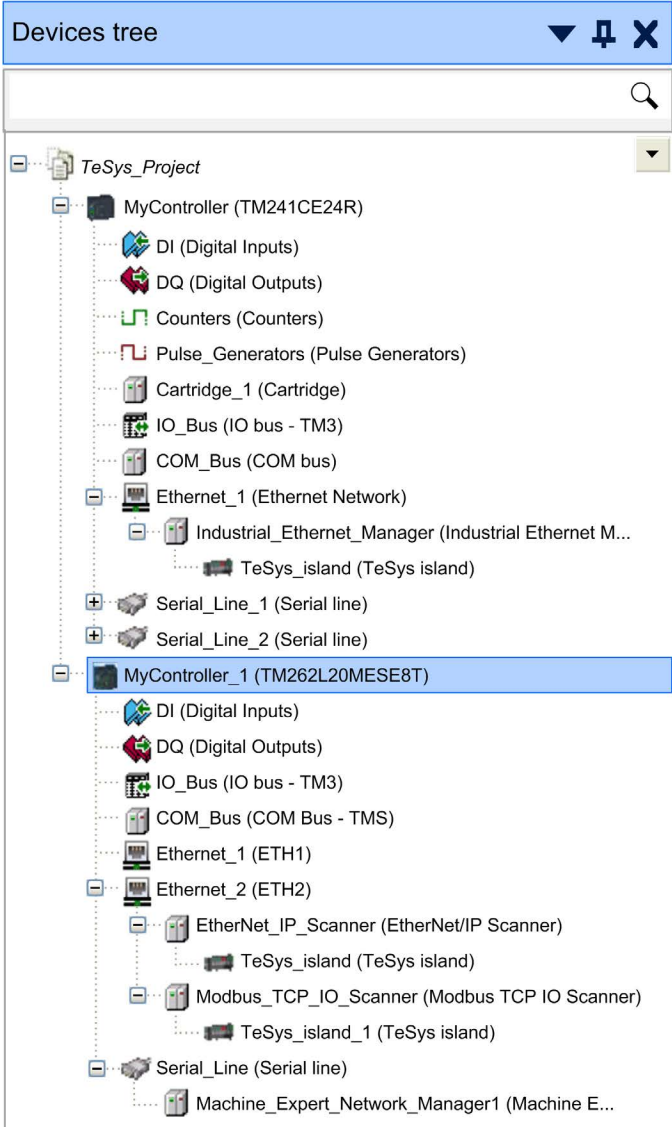 Devices tree
TeSys_Project
MyController (TM241CE24R)
DI (Digital Inputs)
DQ (Digital Outputs)
Counters (Counters)
Pulse_Generators (Pulse Generators)
Cartridge_1 (Cartridge)
IO_Bus (IO bus - TM3)
COM_Bus (COM bus)
Ethernet_1 (Ethernet Network)
Industrial_Ethernet_Manager (Industrial Ethernet M...
TeSys_island (TeSys island)
Serial_Line_1 (Serial line)
Serial_Line_2 (Serial line)
MyController_1 (TM262L20MESE8T)
DI (Digital Inputs)
DQ (Digital Outputs)
IO_Bus (IO bus - TM3)
COM_Bus (COM Bus - TMS)
Ethernet_1 (ETH1)
Ethernet_2 (ETH2)
EtherNet_IP_Scanner (EtherNet/IP Scanner)
TeSys_island (TeSys island)
Modbus_TCP_IO_Scanner (Modbus TCP IO Scanner)
TeSys_island_1 (TeSys island)
Serial_Line (Serial line)
Machine_Expert_Network_Manager1 (Machine E...